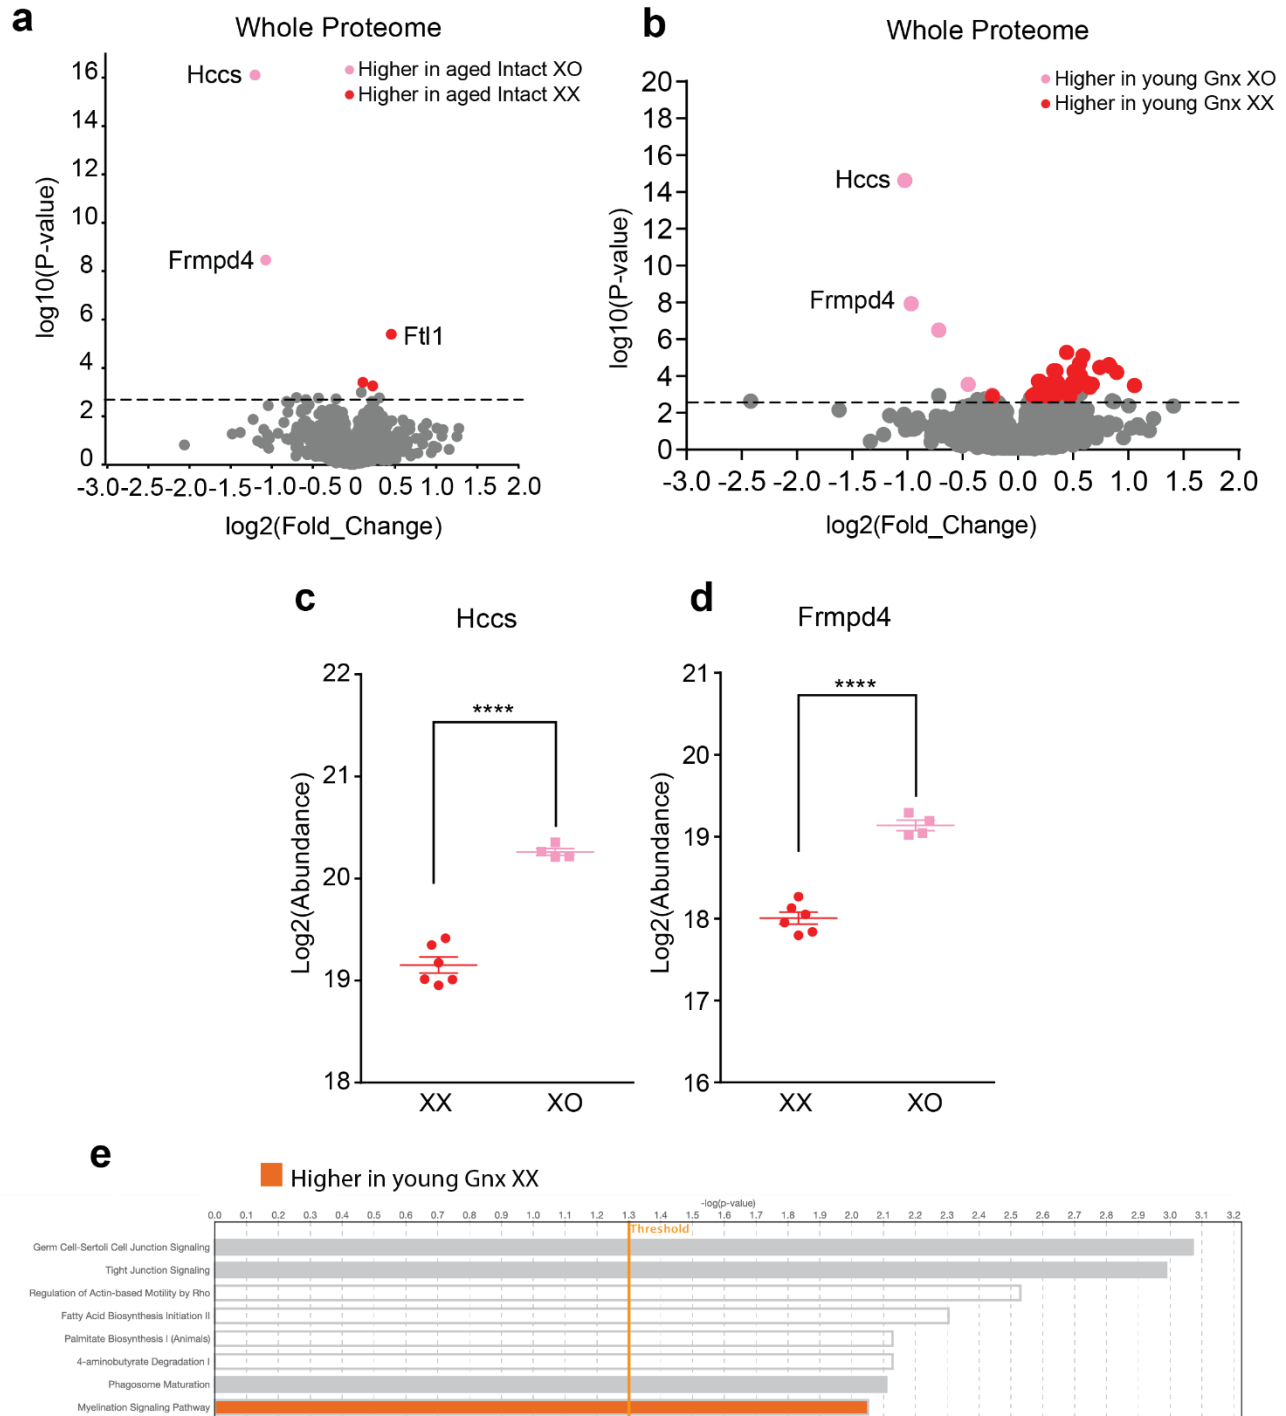 a
Whole Proteome
Higher in aged Intact XO
Higher in aged Intact XX
Hccs
Frmpd4
Ftl1
16
14
12
10
8
6
4
2
0
log10(P-value)
-3.0 -2.5 -2.0 -1.5 -1.0 -0.5 0 0.5 1.0 1.5 2.0
log2(Fold_Change)
b
Whole Proteome
Higher in young Gnx XO
Higher in young Gnx XX
Hccs
Frmpd4
20
18
16
14
12
10
8
6
4
2
0
log10(P-value)
-3.0 -2.5 -2.0 -1.5 -1.0 -0.5 0.0 0.5 1.0 1.5 2.0
log2(Fold_Change)
c
Hccs
****
22
21
20
19
18
Log2(Abundance)
XX XO
d
Frmpd4
****
21
20
19
18
17
16
Log2(Abundance)
XX XO
e
Higher in young Gnx XX
-log(p-value)
0.0 0.1 0.2 0.3 0.4 0.5 0.6 0.7 0.8 0.9 1.0 1.1 1.2 1.3 1.4 1.5 1.6 1.7 1.8 1.9 2.0 2.1 2.2 2.3 2.4 2.5 2.6 2.7 2.8 2.9 3.0 3.1 3.2
Threshold
Germ Cell-Sertoli Cell Junction Signaling
Tight Junction Signaling
Regulation of Actin-based Motility by Rho
Fatty Acid Biosynthesis Initiation II
Palmitate Biosynthesis I (Animals)
4-aminobutyrate Degradation I
Phagosome Maturation
Myelination Signaling Pathway